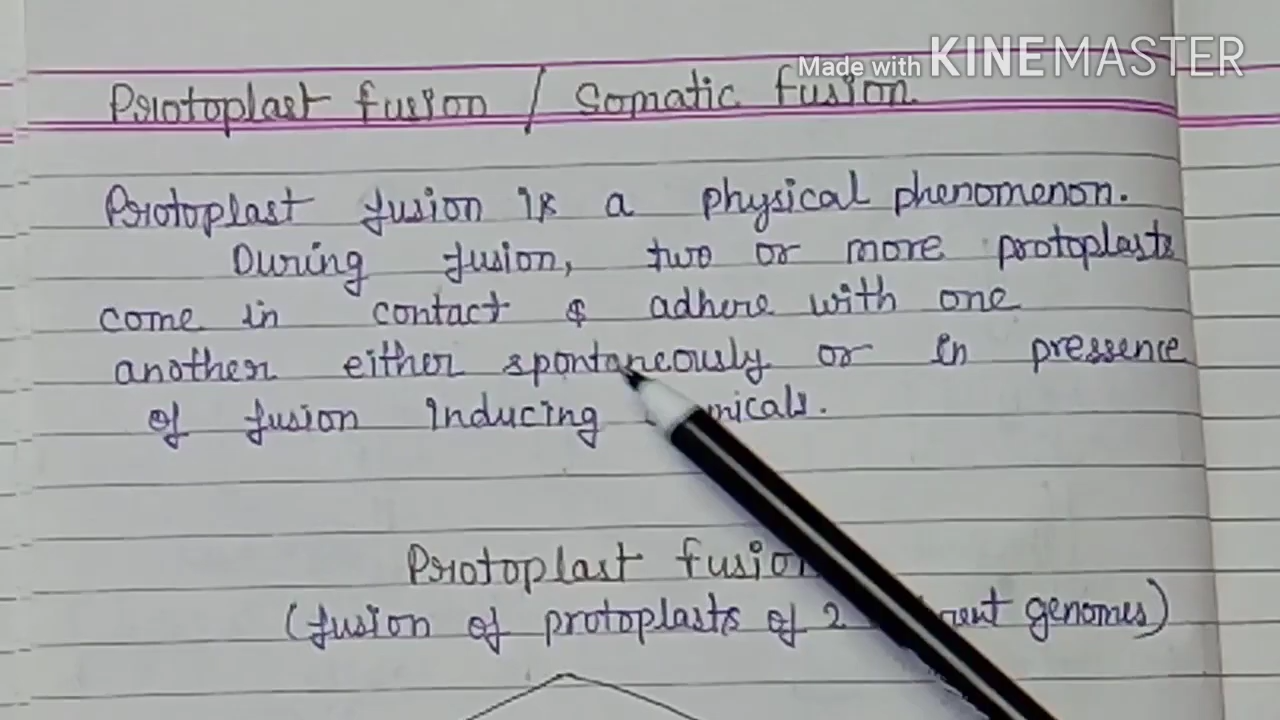 Made with KINEMASTER
Protoplast fusion / Somatic fusion.
Protoplast fusion is a physical phenomenon.
During fusion, two or more protoplasts
come in contact & adhere with one
another either spontaneously or in pressence
of fusion inducing
Protoplast fusion
(fusion of protoplasts of 2 genomes)